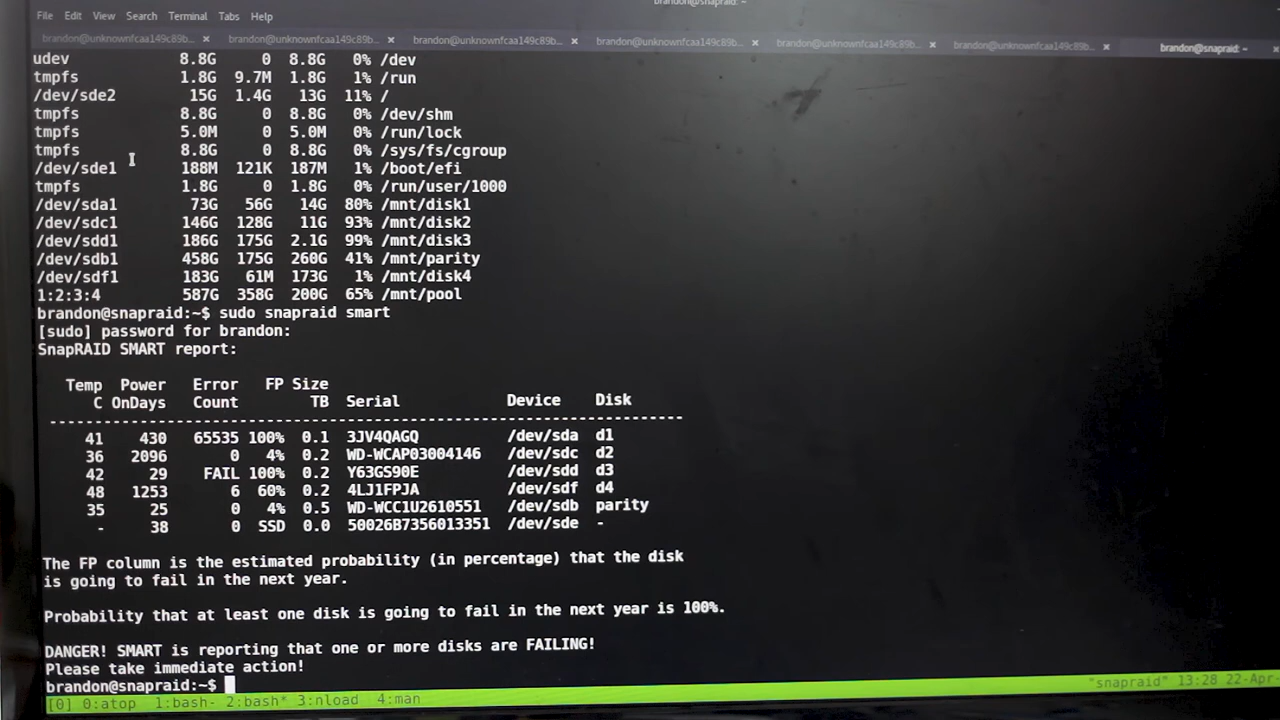 brandon@snapraid: ~
File Edit View Search Terminal Tabs Help
brandon@unknownfcaa149c89b... × brandon@unknownfcaa149c89b... × brandon@unknownfcaa149c89b... × brandon@unknownfcaa149c89b... × brandon@unknownfcaa149c89b... × brandon@unknownfcaa149c89b... × brandon@snapraid: ~ ×
udev 8.8G 0 8.8G 0% /dev
tmpfs 1.8G 9.7M 1.8G 1% /run
/dev/sde2 15G 1.4G 13G 11% /
tmpfs 8.8G 0 8.8G 0% /dev/shm
tmpfs 5.0M 0 5.0M 0% /run/lock
tmpfs 8.8G 0 8.8G 0% /sys/fs/cgroup
/dev/sde1 188M 121K 187M 1% /boot/efi
tmpfs 1.8G 0 1.8G 0% /run/user/1000
/dev/sda1 73G 56G 14G 80% /mnt/disk1
/dev/sdc1 146G 128G 11G 93% /mnt/disk2
/dev/sdd1 186G 175G 2.1G 99% /mnt/disk3
/dev/sdb1 458G 175G 260G 41% /mnt/parity
/dev/sdf1 183G 61M 173G 1% /mnt/disk4
1:2:3:4 587G 358G 200G 65% /mnt/pool
brandon@snapraid:~$ sudo snapraid smart
[sudo] password for brandon:
SnapRAID SMART report:
Temp Power Error FP Size
C OnDays Count TB Serial Device Disk
-----------------------------------------------------------------------
41 430 65535 100% 0.1 3JV4QAGQ /dev/sda d1
36 2096 0 4% 0.2 WD-WCAP03004146 /dev/sdc d2
42 29 FAIL 100% 0.2 Y63GS90E /dev/sdd d3
48 1253 6 60% 0.2 4LJ1FPJA /dev/sdf d4
35 25 0 4% 0.5 WD-WCC1U2610551 /dev/sdb parity
- 38 0 SSD 0.0 50026B7356013351 /dev/sde -
The FP column is the estimated probability (in percentage) that the disk
is going to fail in the next year.
Probability that at least one disk is going to fail in the next year is 100%.
DANGER! SMART is reporting that one or more disks are FAILING!
Please take immediate action!
brandon@snapraid:~$
[0] 0:atop 1:bash- 2:bash* 3:nload 4:man "snapraid" 13:28 22-Apr-